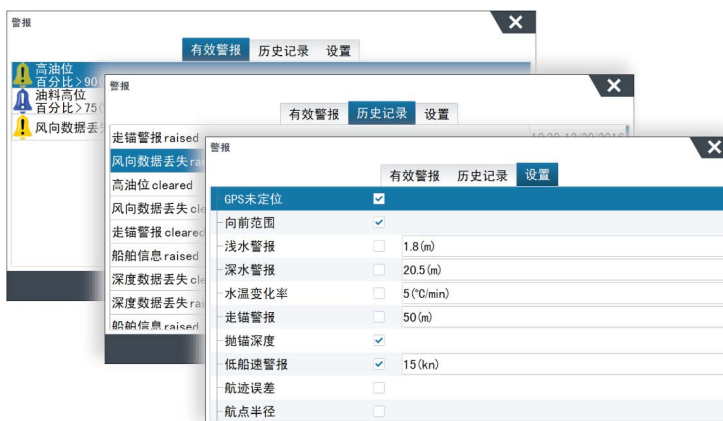 警报
有效警报 历史记录 设置
高油位
百分比>90
油料高位
百分比>75
风向数据丢
警报
有效警报 历史记录 设置
走锚警报 raised
风向数据丢失 rai
高油位 cleared
风向数据丢失 cle
走锚警报 cleared
船舶信息 raised
深度数据丢失 cle
深度数据丢失 rai
船舶信息 raised
警报
有效警报 历史记录 设置
GPS未定位
向前范围
浅水警报 1.8 (m)
深水警报 20.5 (m)
水温变化率 5 (°C/min)
走锚警报 50 (m)
抛锚深度
低船速警报 15 (kn)
航迹误差
航点半径